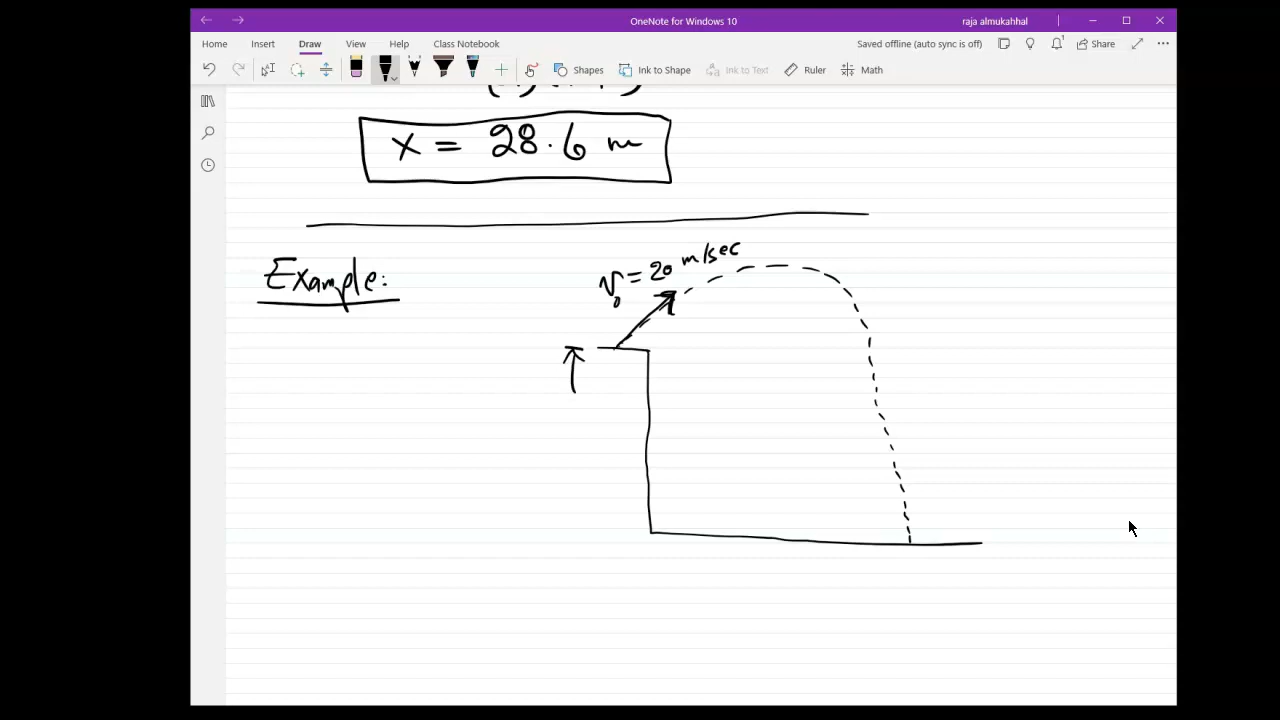 OneNote for Windows 10
raja almukahhal
Home Insert Draw View Help Class Notebook
Saved offline (auto sync is off)
Share
Shapes
Ink to Shape
Ink to Text
Ruler
Math
x = 28.6 m
Example:
v₀ = 20 m/sec